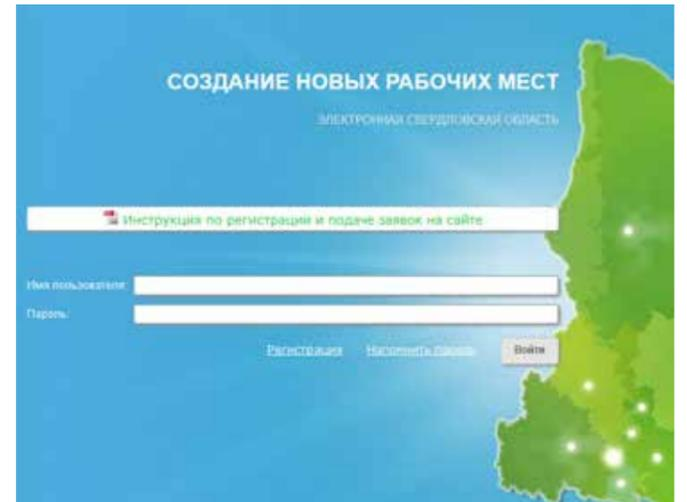 СОЗДАНИЕ НОВЫХ РАБОЧИХ МЕСТ
ЭЛЕКТРОННАЯ СВЕРДЛОВСКАЯ ОБЛАСТЬ
Инструкция по регистрации и подаче заявок на сайте
Имя пользователя:
Пароль:
Регистрация Напомнить пароль Войти